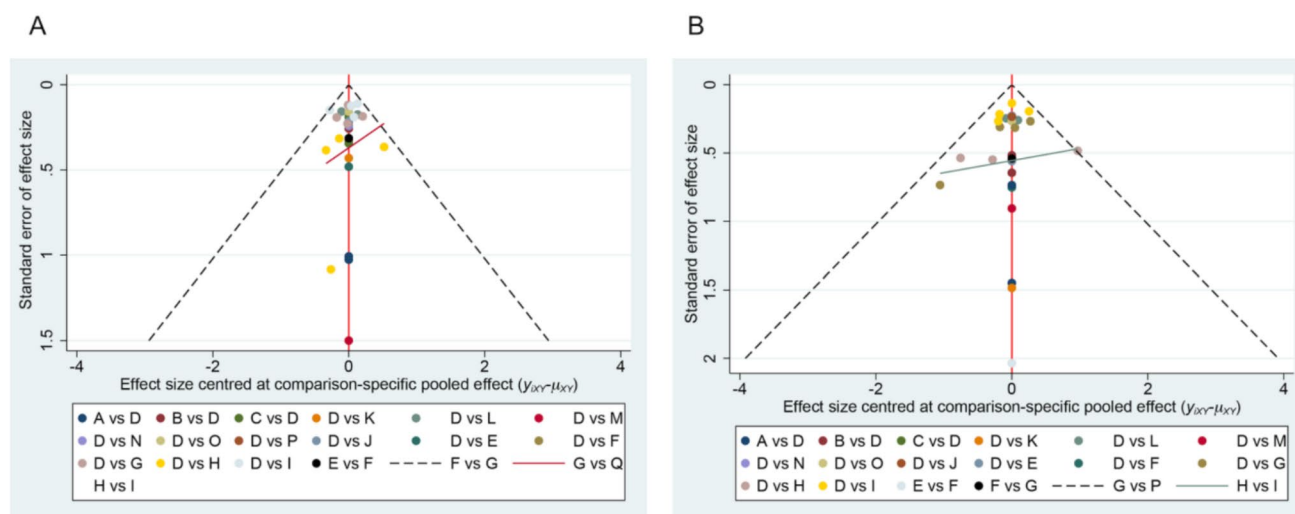 A
Standard error of effect size
0
.5
1
1.5
-4
-2
0
2
4
Effect size centred at comparison-specific pooled effect (yiXY-μXY)
A vs D B vs D C vs D D vs K D vs L D vs M
D vs N D vs O D vs P D vs J D vs E D vs F
D vs G D vs H D vs I E vs F F vs G G vs Q
H vs I
B
Standard error of effect size
0
.5
1
1.5
2
-4
-2
0
2
4
Effect size centred at comparison-specific pooled effect (yiXY-μXY)
A vs D B vs D C vs D D vs K D vs L D vs M
D vs N D vs O D vs J D vs E D vs F D vs G
D vs H D vs I E vs F F vs G G vs P H vs I